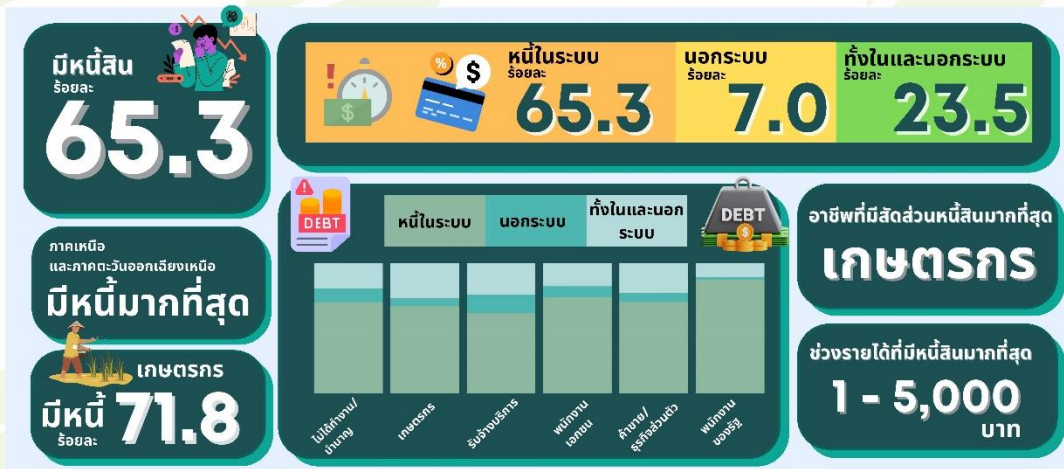 มีหนี้สิน
ร้อยละ
65.3
%
$
$
หนี้ในระบบ
ร้อยละ
65.3
นอกระบบ
ร้อยละ
7.0
ทั้งในและนอกระบบ
ร้อยละ
23.5
ภาคเหนือ
และภาคตะวันออกเฉียงเหนือ
มีหนี้มากที่สุด
เกษตรกร
มีหนี้
ร้อยละ
71.8
DEBT
หนี้ในระบบ
นอกระบบ
ทั้งในและนอก
ระบบ
DEBT
$
ไม่ได้ทำงาน/
บำนาญ
เกษตรกร
รับจ้างบริการ
พนักงาน
เอกชน
ค้าขาย/
ธุรกิจส่วนตัว
พนักงาน
ของรัฐ
อาชีพที่มีสัดส่วนหนี้สินมากที่สุด
เกษตรกร
ช่วงรายได้ที่มีหนี้สินมากที่สุด
1 - 5,000
บาท